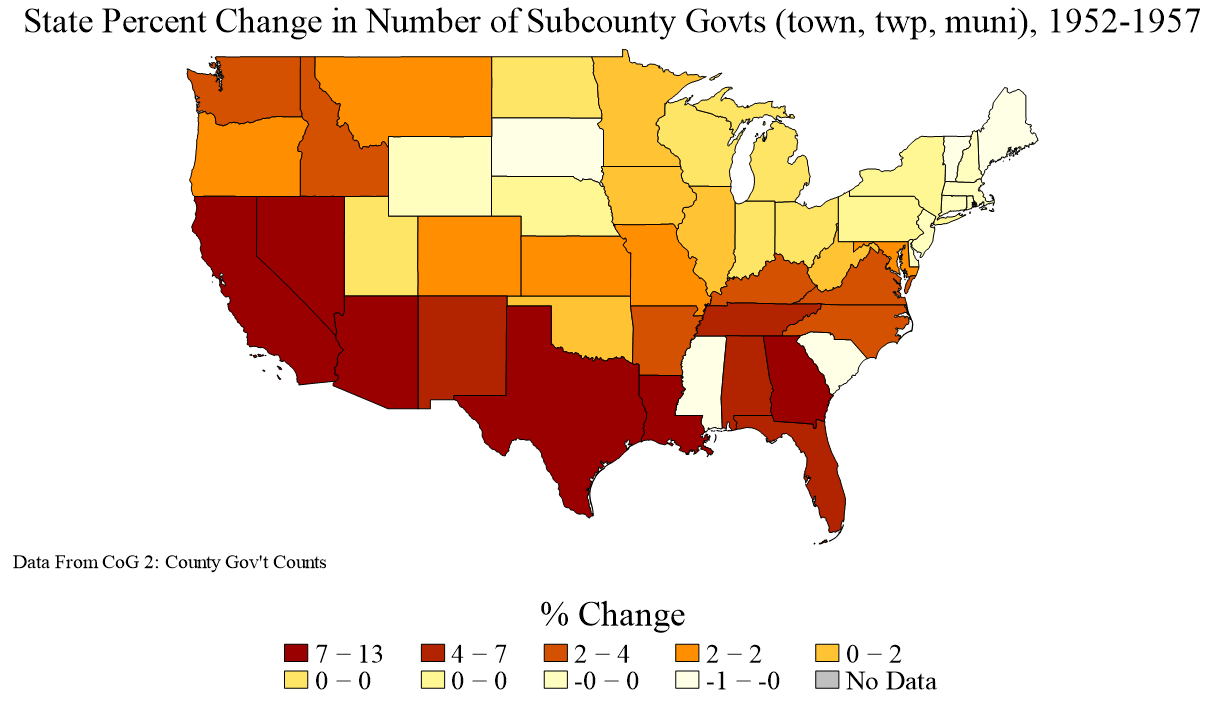 State Percent Change in Number of Subcounty Govts (town, twp, muni), 1952-1957
Data From CoG 2: County Gov't Counts
% Change
7 − 13 4 − 7 2 − 4 2 − 2 0 − 2
0 − 0 0 − 0 -0 − 0 -1 − -0 No Data